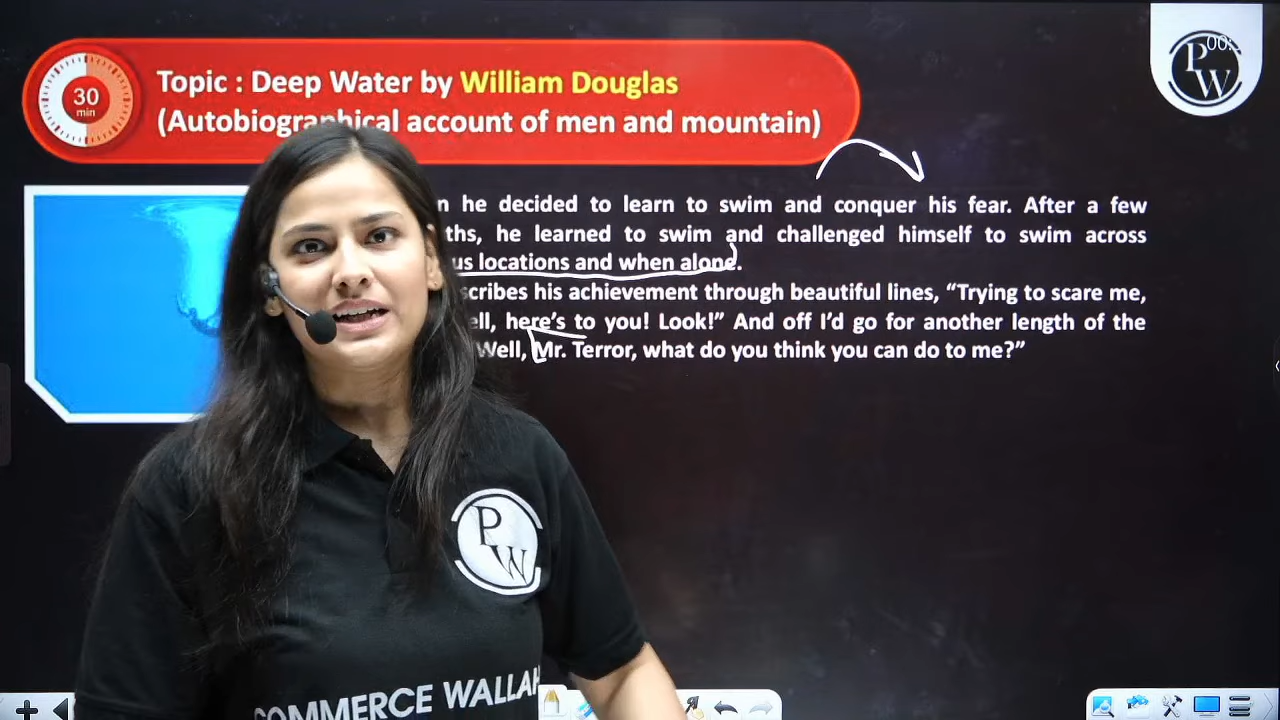 30
min
Topic : Deep Water by William Douglas
(Autobiographical account of men and mountain)
PW
he decided to learn to swim and conquer his fear. After a few
he learned to swim and challenged himself to swim across
locations and when alone.
his achievement through beautiful lines, “Trying to scare me,
here’s to you! Look!” And off I’d go for another length of the
Well, Mr. Terror, what do you think you can do to me?”
PW
COMMERCE WALLAH